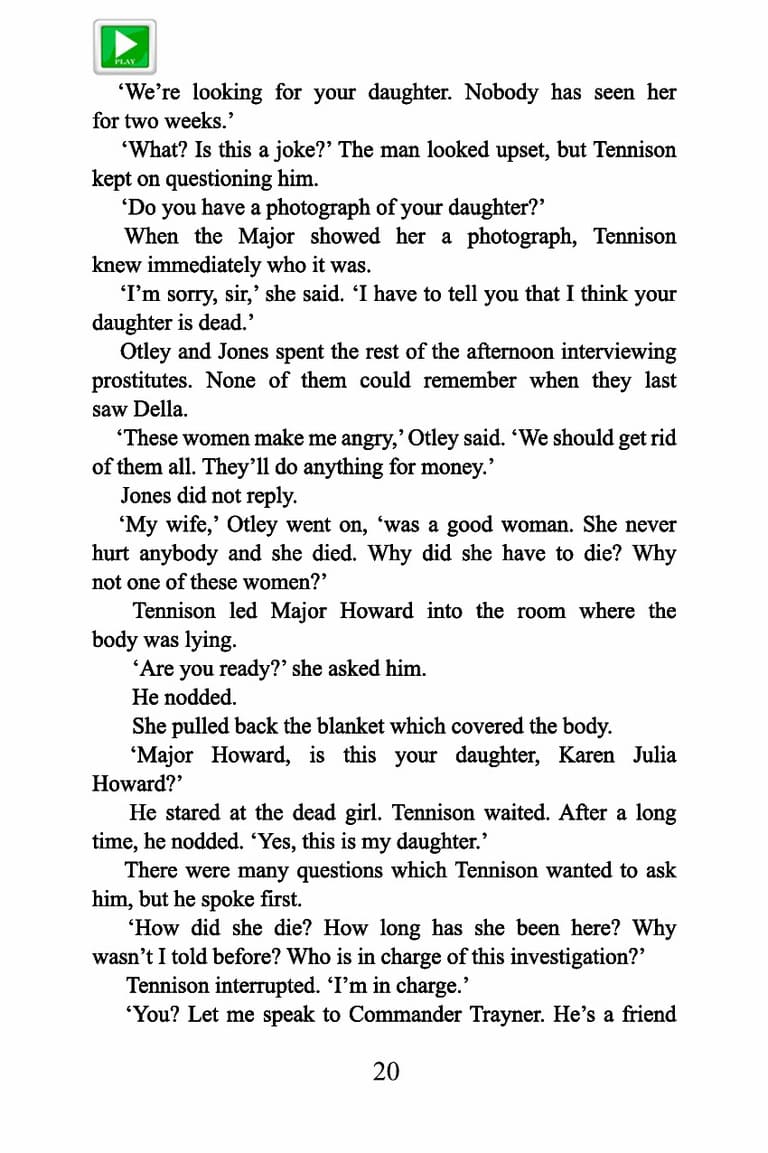 PLAY
‘We’re looking for your daughter. Nobody has seen her
for two weeks.’
‘What? Is this a joke?’ The man looked upset, but Tennison
kept on questioning him.
‘Do you have a photograph of your daughter?’
When the Major showed her a photograph, Tennison
knew immediately who it was.
‘I’m sorry, sir,’ she said. ‘I have to tell you that I think your
daughter is dead.’
Otley and Jones spent the rest of the afternoon interviewing
prostitutes. None of them could remember when they last
saw Della.
‘These women make me angry,’ Otley said. ‘We should get rid
of them all. They’ll do anything for money.’
Jones did not reply.
‘My wife,’ Otley went on, ‘was a good woman. She never
hurt anybody and she died. Why did she have to die? Why
not one of these women?’
Tennison led Major Howard into the room where the
body was lying.
‘Are you ready?’ she asked him.
He nodded.
She pulled back the blanket which covered the body.
‘Major Howard, is this your daughter, Karen Julia
Howard?’
He stared at the dead girl. Tennison waited. After a long
time, he nodded. ‘Yes, this is my daughter.’
There were many questions which Tennison wanted to ask
him, but he spoke first.
‘How did she die? How long has she been here? Why
wasn’t I told before? Who is in charge of this investigation?’
Tennison interrupted. ‘I’m in charge.’
‘You? Let me speak to Commander Trayner. He’s a friend
20